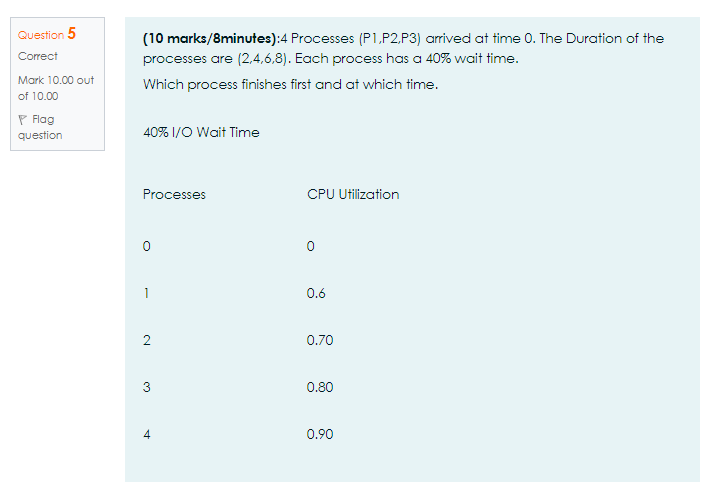 Question 5
Correct
Mark 10.00 out
of 10.00
Flag
question
(10 marks/8minutes):4 Processes (P1,P2,P3) arrived at time 0. The Duration of the
processes are (2,4,6,8). Each process has a 40% wait time.
Which process finishes first and at which time.
40% I/O Wait Time
Processes CPU Utilization
0 0
1 0.6
2 0.70
3 0.80
4 0.90